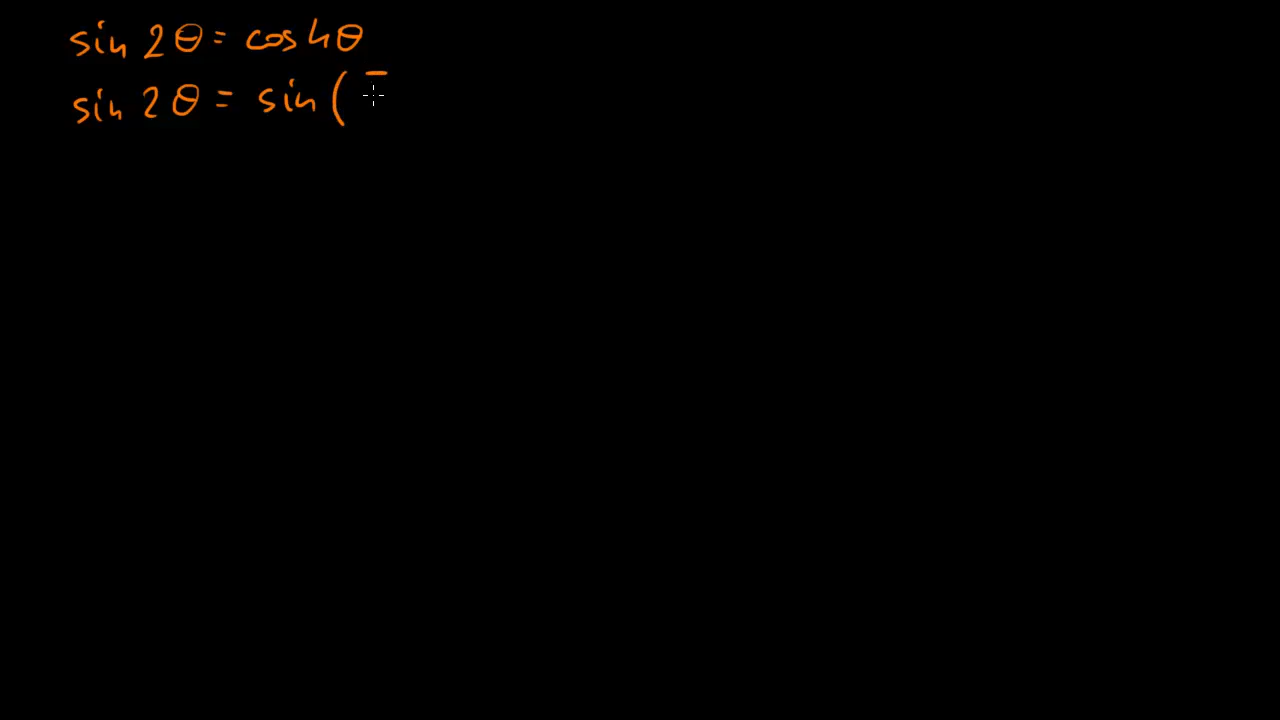 sin 2θ = cos 4θ
sin 2θ = sin (